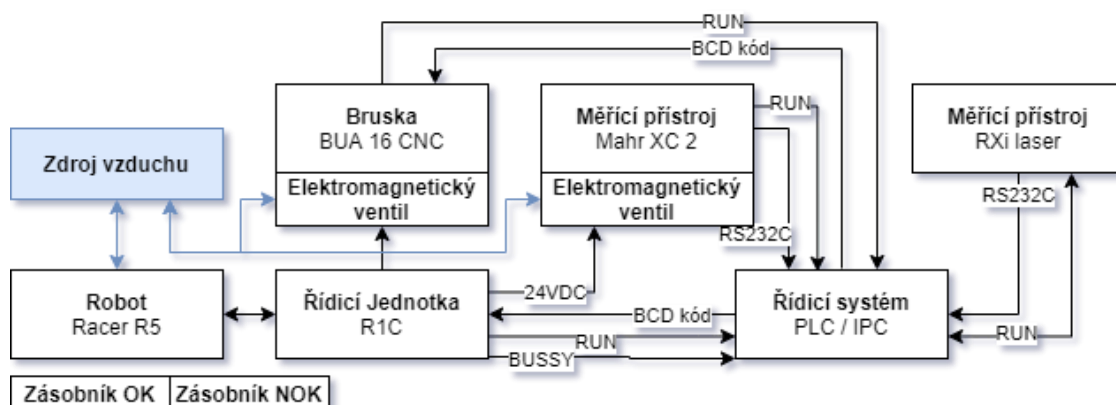 RUN
BCD kód
Bruska
BUA 16 CNC
Elektromagnetický
ventil
Měřící přístroj
Mahr XC 2
Elektromagnetický
ventil
RUN
RS232C
Měřící přístroj
RXi laser
RS232C
RUN
Zdroj vzduchu
Robot
Racer R5
Řídicí Jednotka
R1C
24VDC
BCD kód
RUN
BUSSY
Řídicí systém
PLC / IPC
Zásobník OK
Zásobník NOK